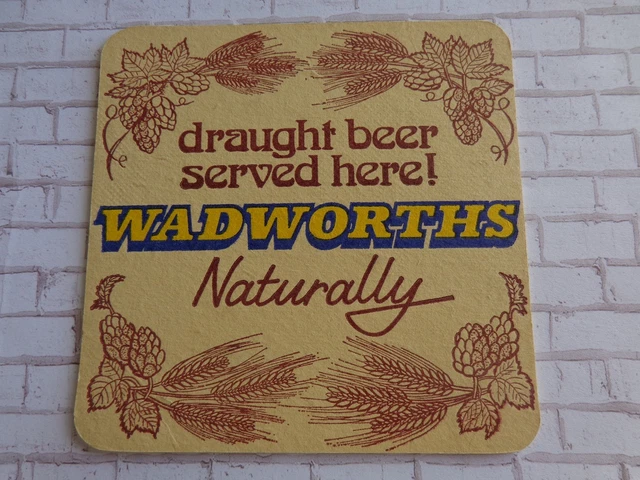 draught beer
served here!
WADWORTHS
Naturally